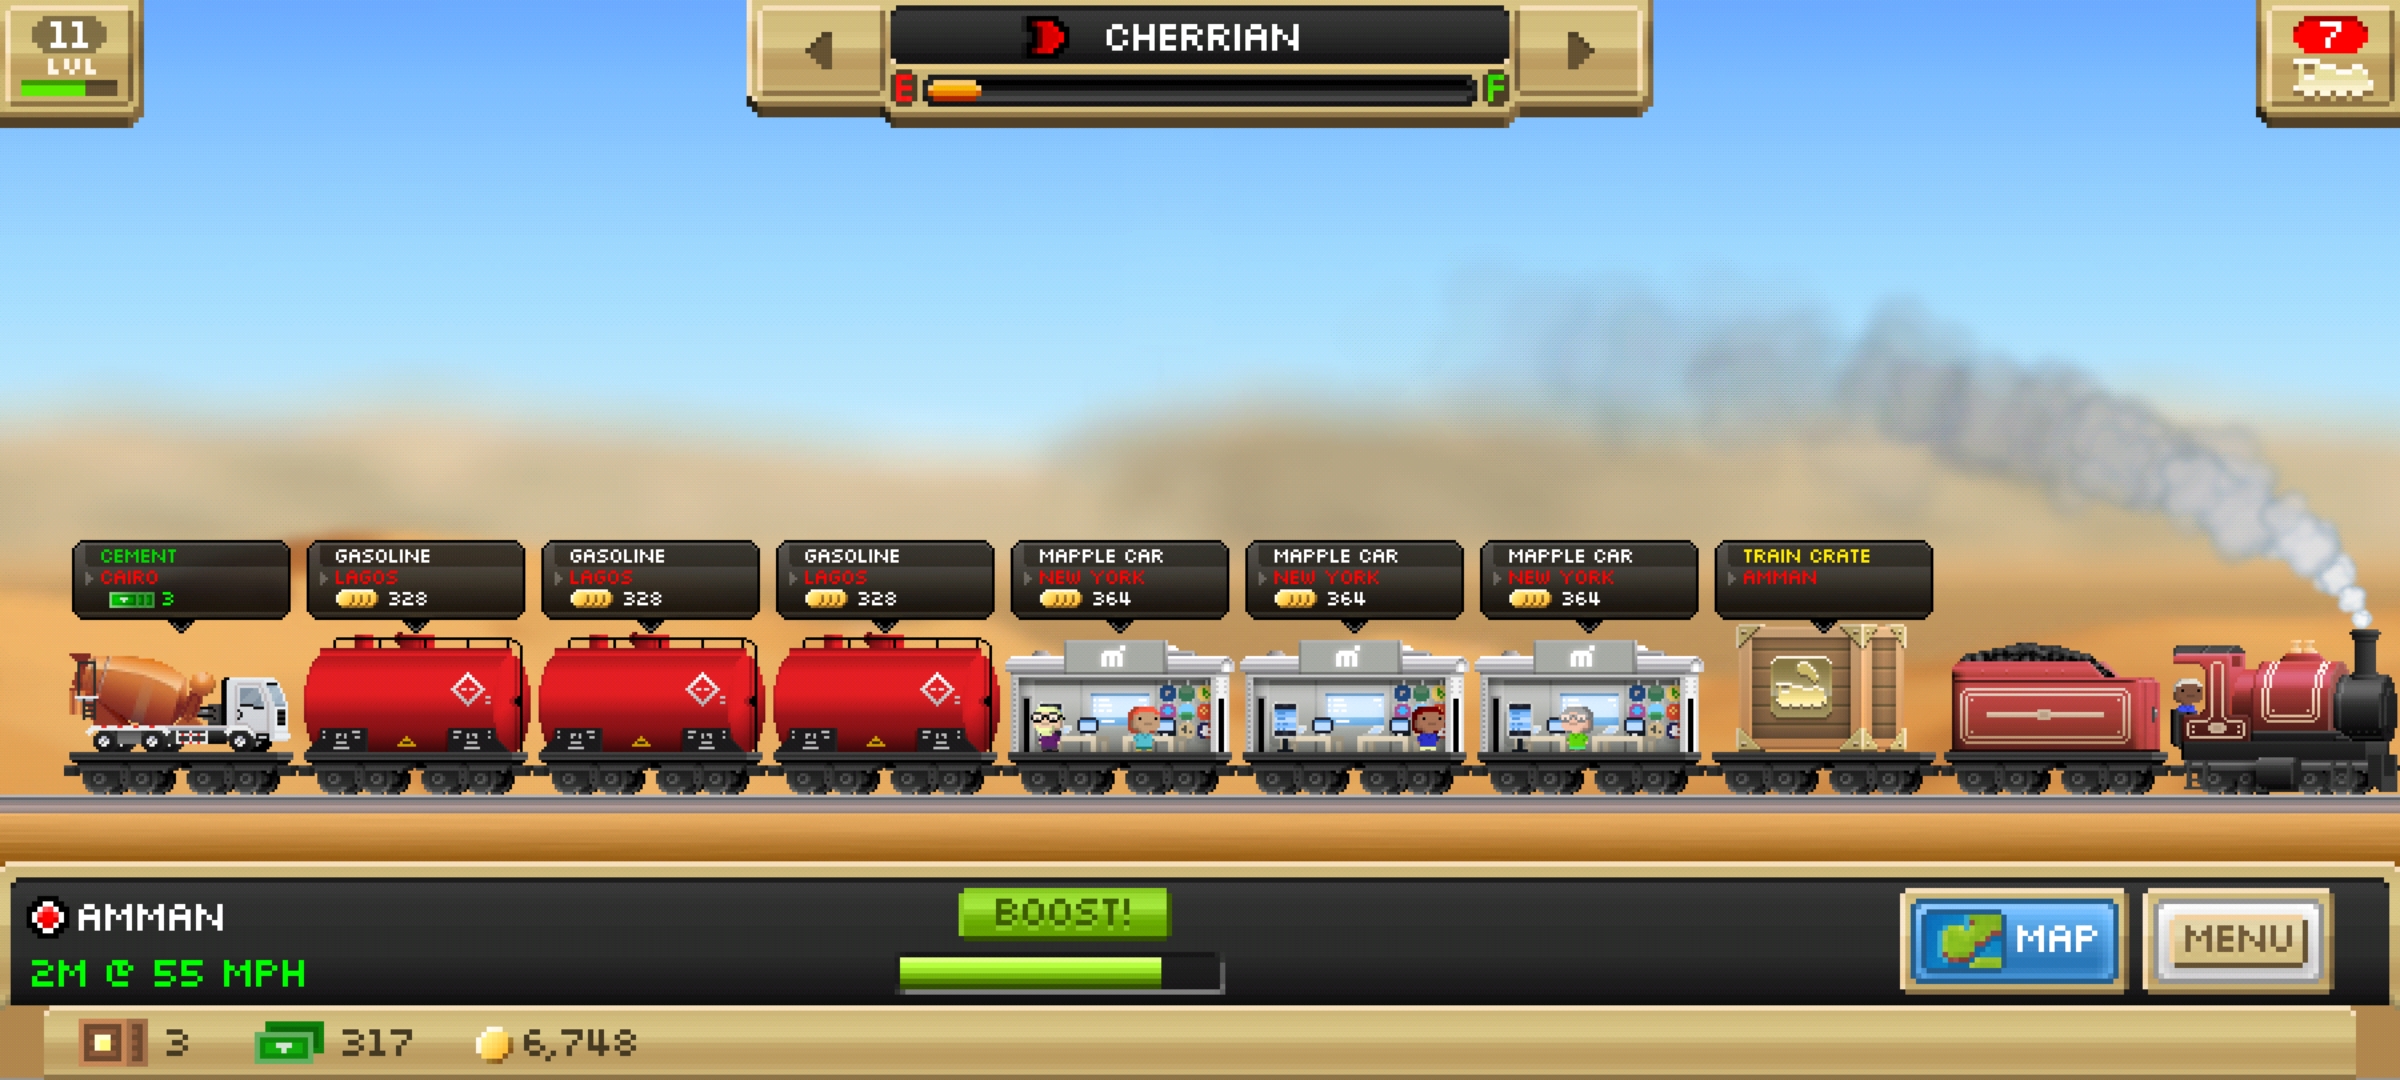 11
LVL
CHERRIAN
E F
7
CEMENT
CAIRO
3
GASOLINE
LAGOS
328
GASOLINE
LAGOS
328
GASOLINE
LAGOS
328
MAPPLE CAR
NEW YORK
364
MAPPLE CAR
NEW YORK
364
MAPPLE CAR
NEW YORK
364
TRAIN CRATE
AMMAN
m
m
m
AMMAN
2M @ 55 MPH
BOOST!
MAP
MENU
3
317
6,748